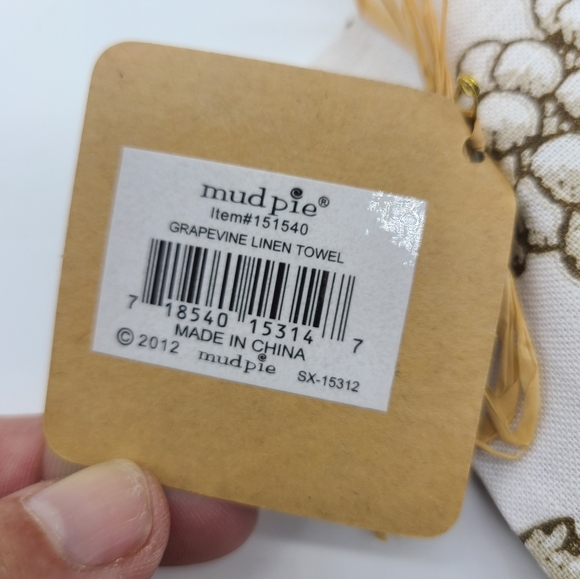 mudpie®
Item#151540
GRAPEVINE LINEN TOWEL
7 18540 15314 7
MADE IN CHINA
© 2012 mudpie SX-15312